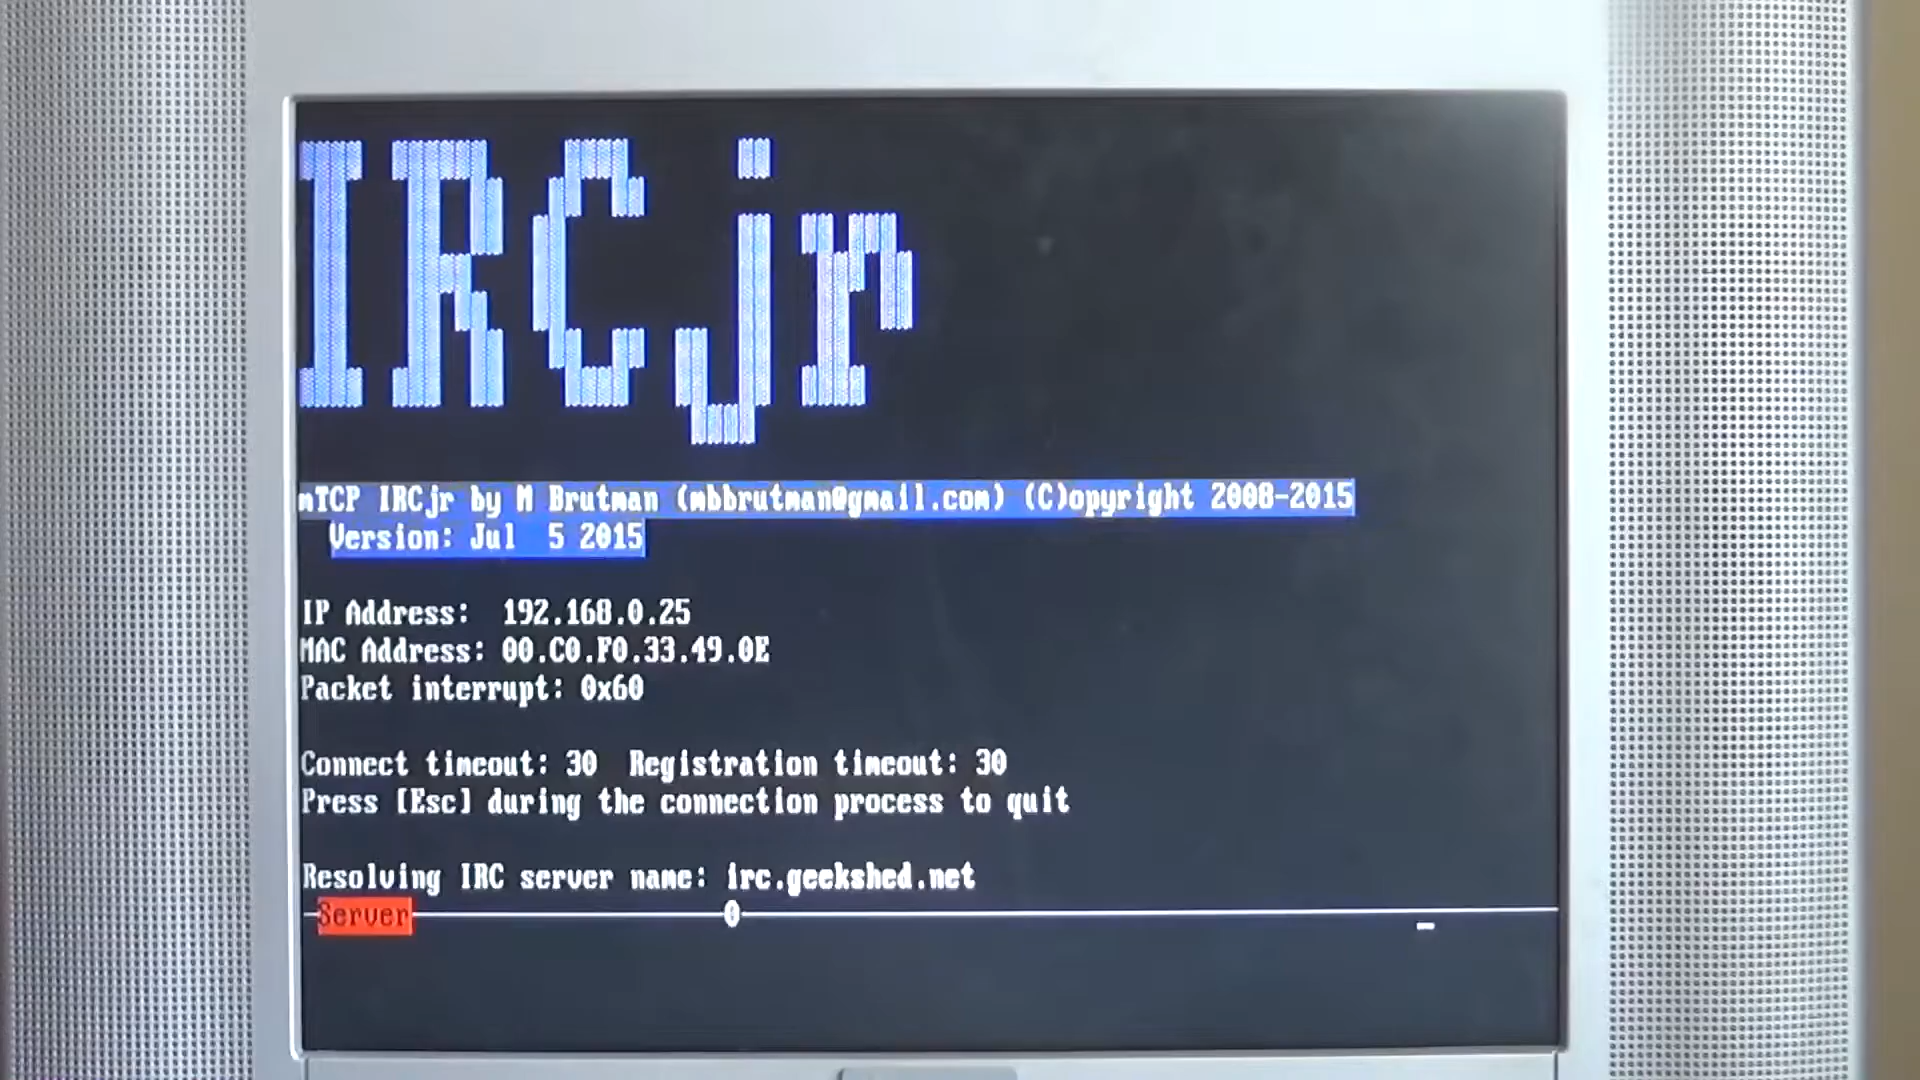 IRCjr
mTCP IRCjr by M Brutman (mbbrutman@gmail.com) (C)opyright 2008-2015
Version: Jul  5 2015
IP Address:  192.168.0.25
MAC Address: 00.C0.F0.33.49.0E
Packet interrupt: 0x60
Connect timeout: 30  Registration timeout: 30
Press [Esc] during the connection process to quit
Resolving IRC server name: irc.geekshed.net
Server 0